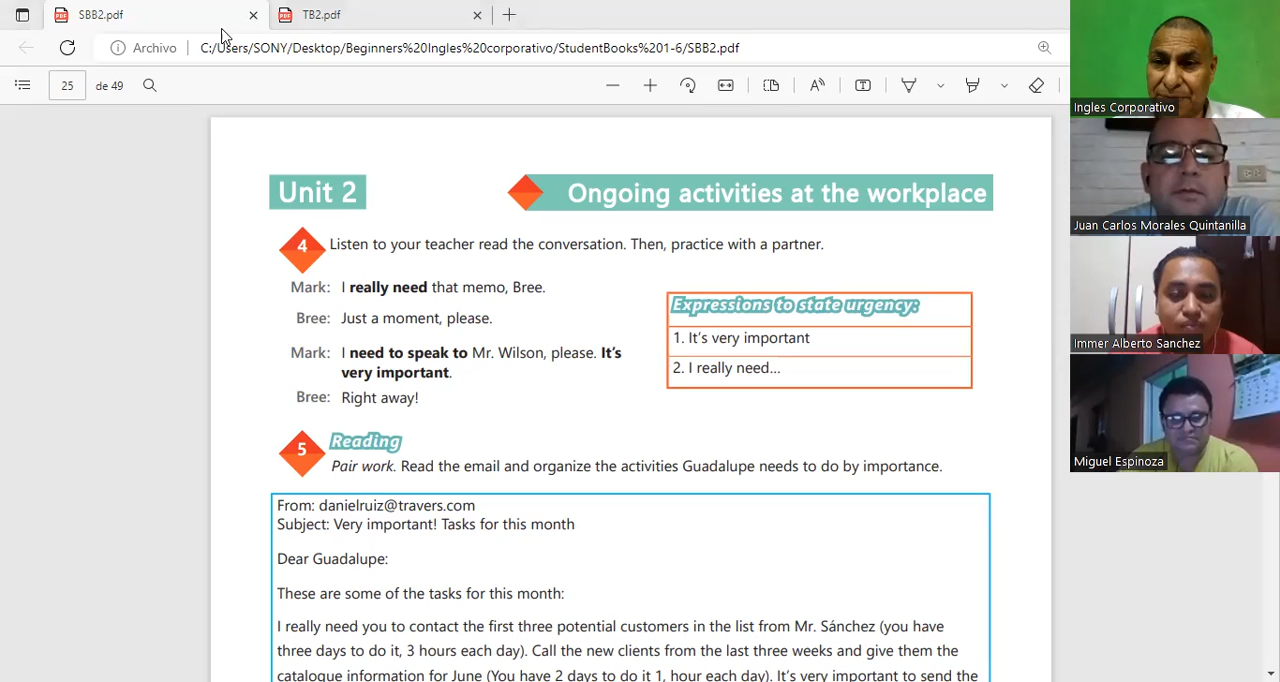 SBB2.pdf
TB2.pdf
Archivo
C:/Users/SONY/Desktop/Beginners%20Ingles%20corporativo/StudentBooks%201-6/SBB2.pdf
25 de 49
Unit 2
Ongoing activities at the workplace
4 Listen to your teacher read the conversation. Then, practice with a partner.
Mark: I really need that memo, Bree.
Bree: Just a moment, please.
Mark: I need to speak to Mr. Wilson, please. It's
very important.
Bree: Right away!
Expressions to state urgency:
1. It's very important
2. I really need...
5 Reading
Pair work. Read the email and organize the activities Guadalupe needs to do by importance.
From: danielruiz@travers.com
Subject: Very important! Tasks for this month
Dear Guadalupe:
These are some of the tasks for this month:
I really need you to contact the first three potential customers in the list from Mr. Sánchez (you have
three days to do it, 3 hours each day). Call the new clients from the last three weeks and give them the
catalogue information for June (You have 2 days to do it 1, hour each day). It's very important to send the
Ingles Corporativo
Juan Carlos Morales Quintanilla
Immer Alberto Sanchez
Miguel Espinoza